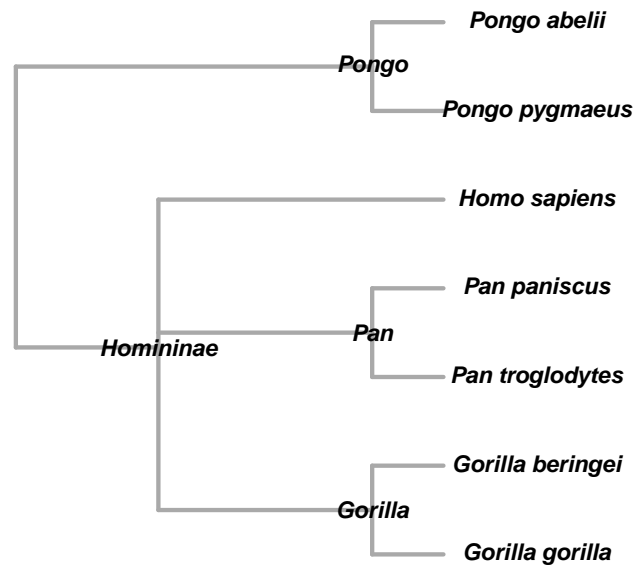 Pongo abelii
Pongo
Pongo pygmaeus
Homo sapiens
Pan paniscus
Pan
Homininae
Pan troglodytes
Gorilla beringei
Gorilla
Gorilla gorilla